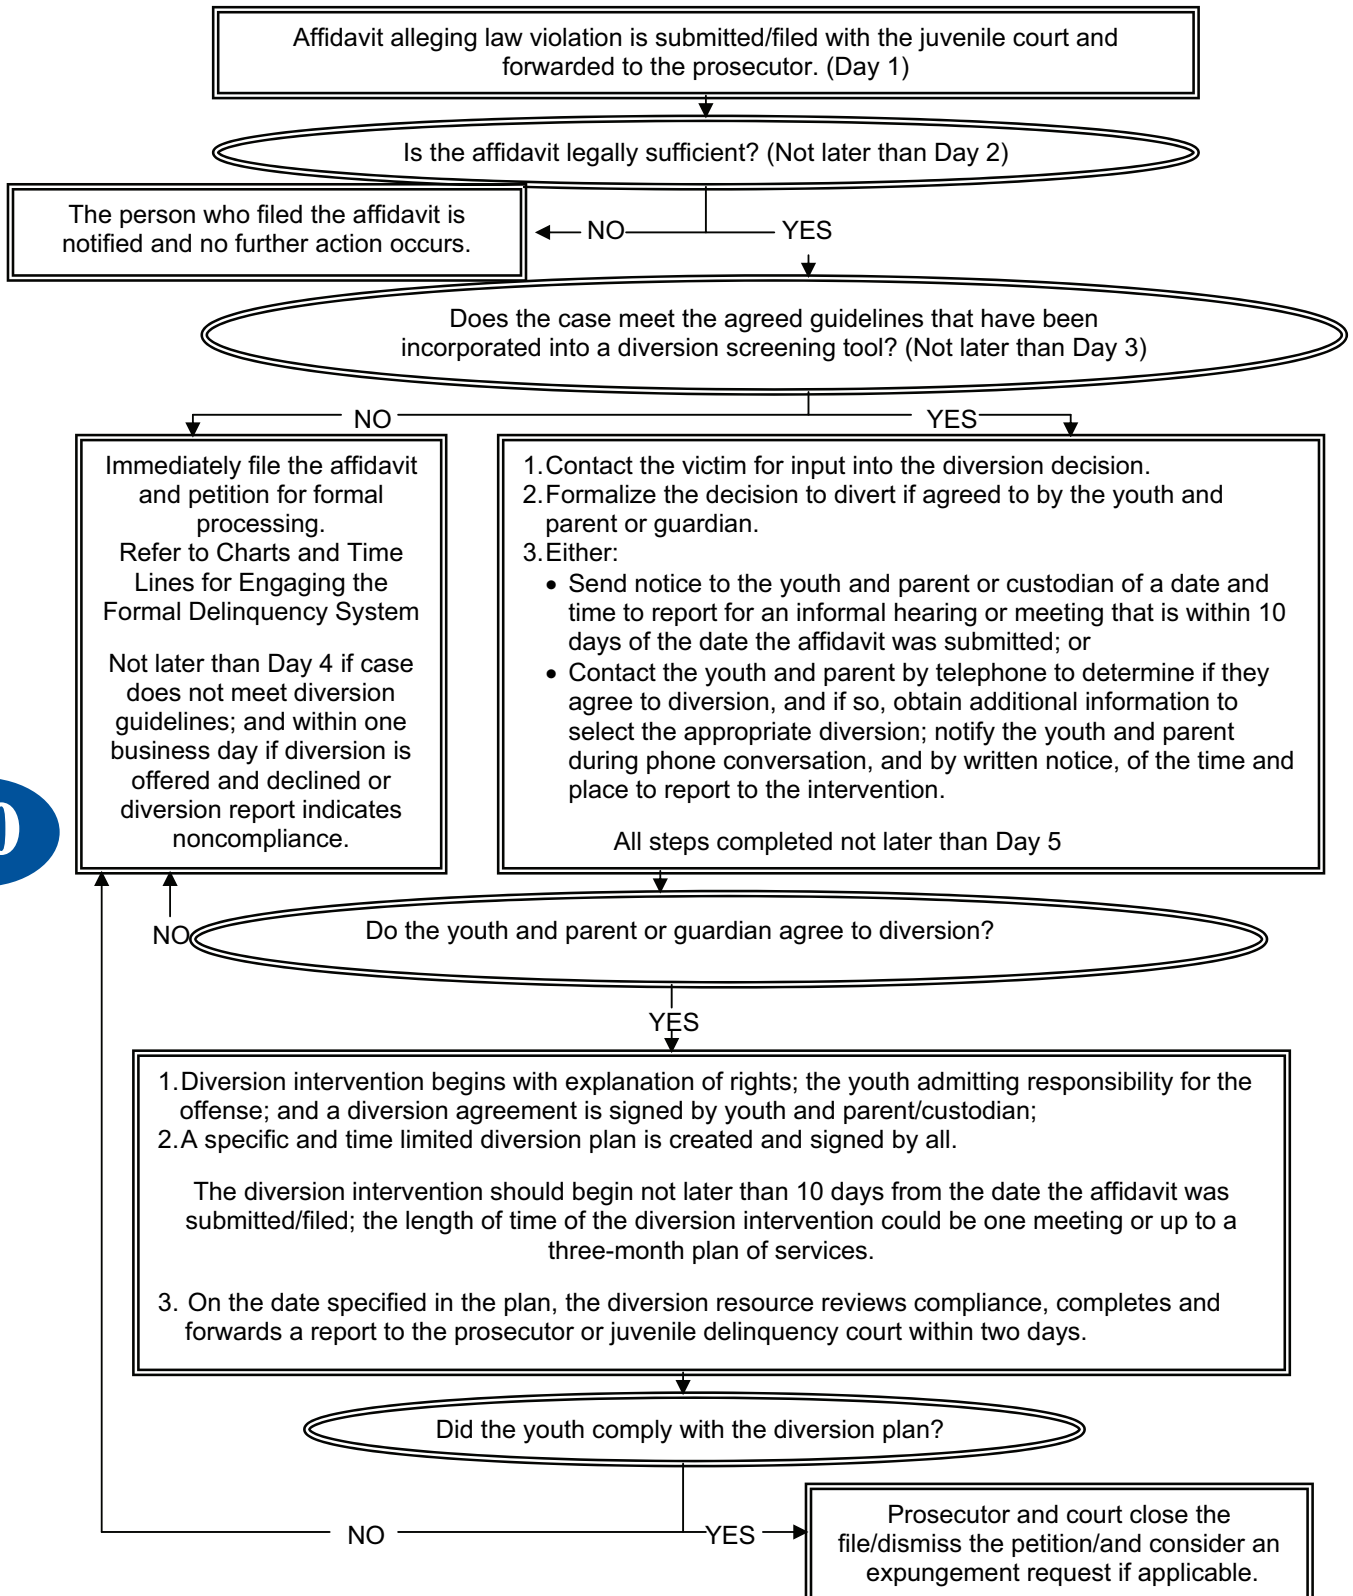 Affidavit alleging law violation is submitted/filed with the juvenile court and
forwarded to the prosecutor. (Day 1)
Is the affidavit legally sufficient? (Not later than Day 2)
The person who filed the affidavit is
notified and no further action occurs.
NO
YES
Does the case meet the agreed guidelines that have been
incorporated into a diversion screening tool? (Not later than Day 3)
NO
YES
Immediately file the affidavit
and petition for formal
processing.
Refer to Charts and Time
Lines for Engaging the
Formal Delinquency System
Not later than Day 4 if case
does not meet diversion
guidelines; and within one
business day if diversion is
offered and declined or
diversion report indicates
noncompliance.
1. Contact the victim for input into the diversion decision.
2. Formalize the decision to divert if agreed to by the youth and
parent or guardian.
3. Either:
• Send notice to the youth and parent or custodian of a date and
time to report for an informal hearing or meeting that is within 10
days of the date the affidavit was submitted; or
• Contact the youth and parent by telephone to determine if they
agree to diversion, and if so, obtain additional information to
select the appropriate diversion; notify the youth and parent
during phone conversation, and by written notice, of the time and
place to report to the intervention.
All steps completed not later than Day 5
NO
Do the youth and parent or guardian agree to diversion?
YES
1. Diversion intervention begins with explanation of rights; the youth admitting responsibility for the
offense; and a diversion agreement is signed by youth and parent/custodian;
2. A specific and time limited diversion plan is created and signed by all.
The diversion intervention should begin not later than 10 days from the date the affidavit was
submitted/filed; the length of time of the diversion intervention could be one meeting or up to a
three-month plan of services.
3. On the date specified in the plan, the diversion resource reviews compliance, completes and
forwards a report to the prosecutor or juvenile delinquency court within two days.
Did the youth comply with the diversion plan?
NO
YES
Prosecutor and court close the
file/dismiss the petition/and consider an
expungement request if applicable.